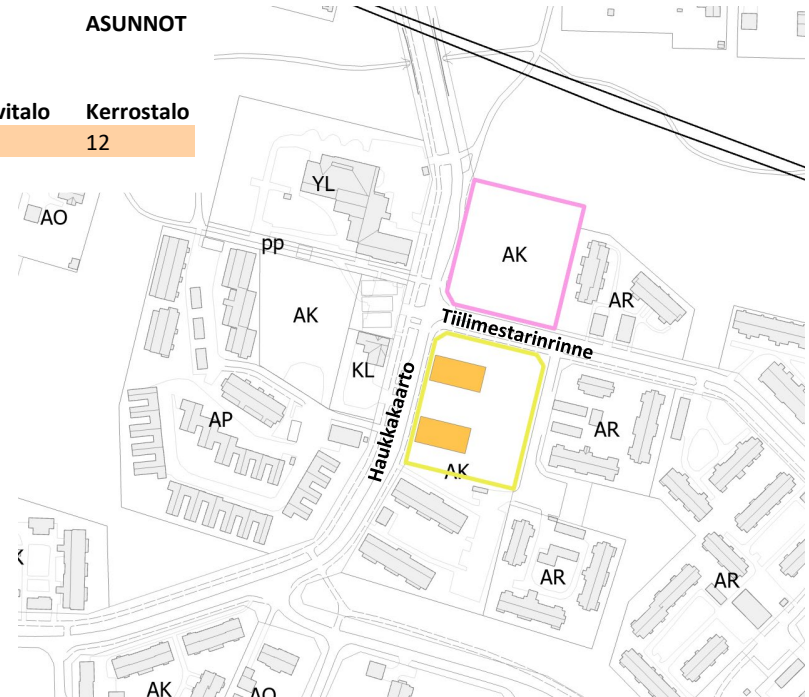 ASUNNOT
vitalo Kerrostalo
12
YL
AO
pp
AK
AK
AR
Tiilimestarinrinne
KL
Haukkakaarto
AP
AR
AK
K
AR
AR
AK
AO